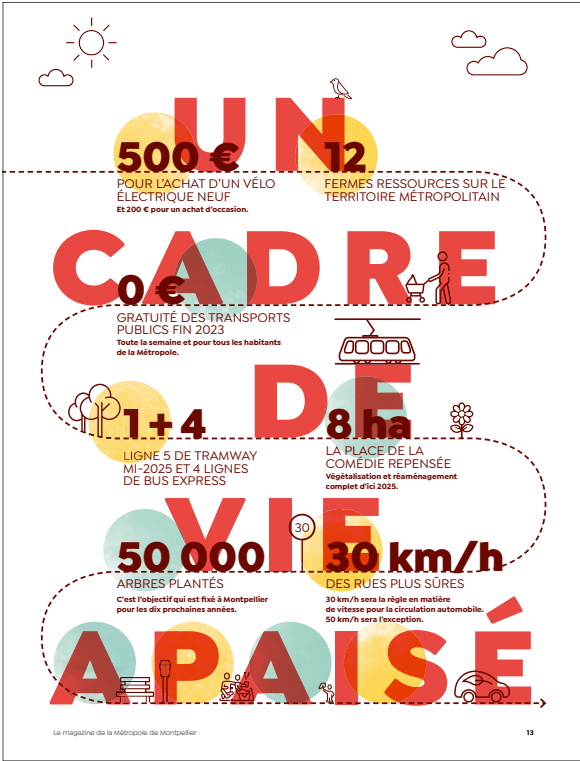 UN
500 €
POUR L'ACHAT D'UN VÉLO
ÉLECTRIQUE NEUF
Et 200 € pour un achat d'occasion.
12
FERMES RESSOURCES SUR LE
TERRITOIRE MÉTROPOLITAIN
CADRE
0 €
GRATUITÉ DES TRANSPORTS
PUBLICS FIN 2023
Toute la semaine et pour tous les habitants
de la Métropole.
DE
1+4
LIGNE 5 DE TRAMWAY
MI-2025 ET 4 LIGNES
DE BUS EXPRESS
8 ha
LA PLACE DE LA
COMÉDIE REPENSÉE
Végétalisation et réaménagement
complet d'ici 2025.
VIE
50 000
ARBRES PLANTÉS
C'est l'objectif qui est fixé à Montpellier
pour les dix prochaines années.
30
30 km/h
DES RUES PLUS SÛRES
30 km/h sera la règle en matière
de vitesse pour la circulation automobile.
50 km/h sera l'exception.
APAISÉ
Le magazine de la Métropole de Montpellier
13